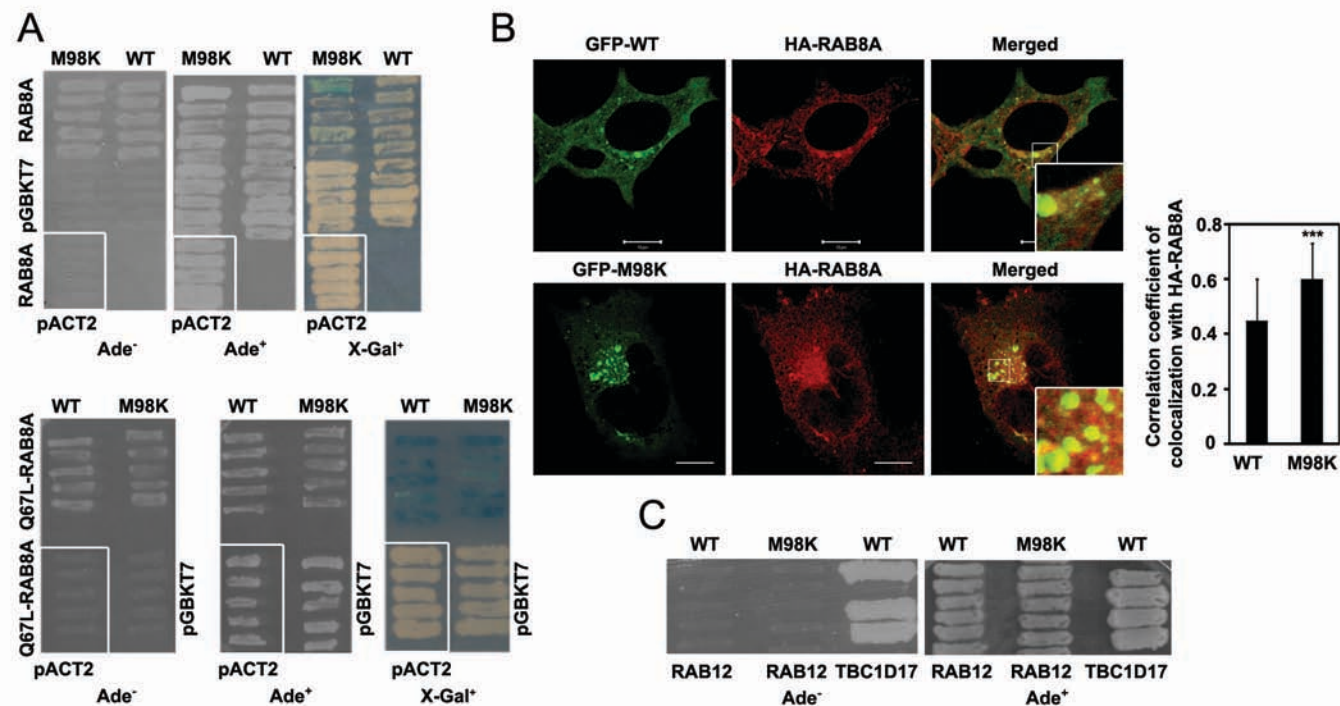 A
M98K WT M98K WT M98K WT
RAB8A
pGBKT7
RAB8A
pACT2 pACT2 pACT2
Ade⁻ Ade⁺ X-Gal⁺
WT M98K WT M98K WT M98K
Q67L-RAB8A
Q67L-RAB8A
pGBKT7
pGBKT7
pGBKT7
pACT2 pACT2 pACT2
Ade⁻ Ade⁺ X-Gal⁺
B
GFP-WT HA-RAB8A Merged
GFP-M98K HA-RAB8A Merged
Correlation coefficient of
colocalization with HA-RAB8A
0.8
0.6
0.4
0.2
0
***
WT M98K
C
WT M98K WT WT M98K WT
RAB12 RAB12 TBC1D17 RAB12 RAB12 TBC1D17
Ade⁻ Ade⁺